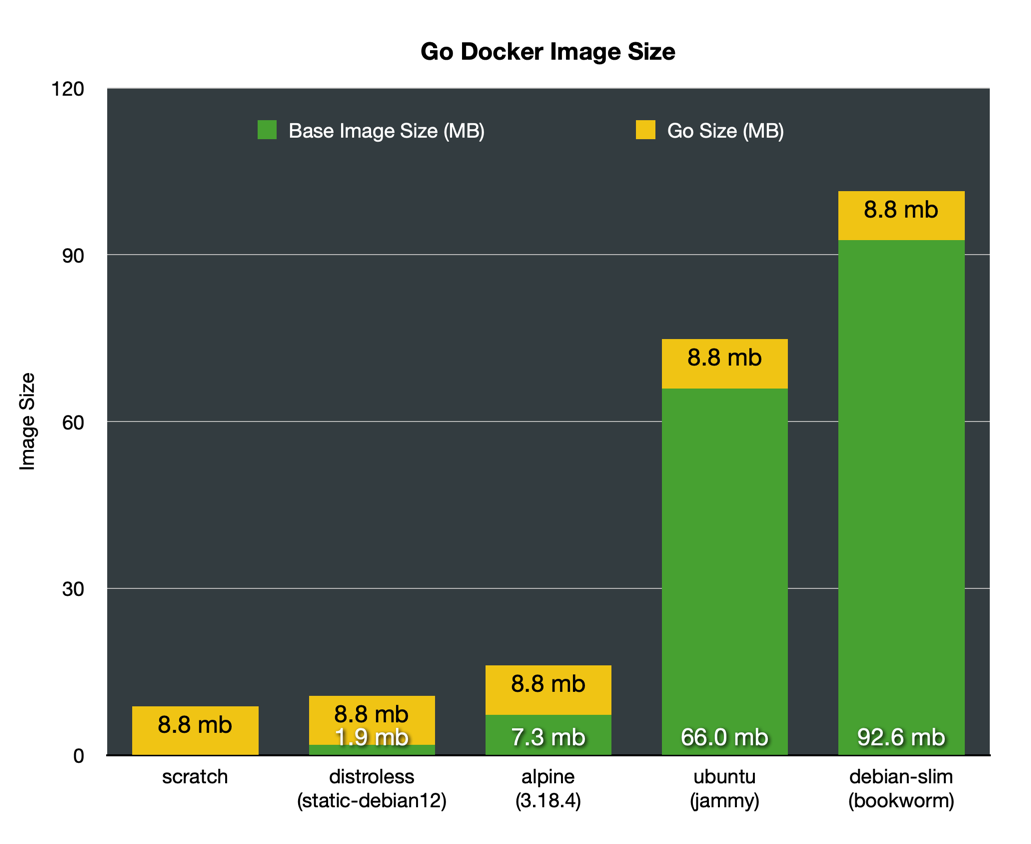 Go Docker Image Size
120
Base Image Size (MB)
Go Size (MB)
8.8 mb
90
8.8 mb
Image Size
60
30
8.8 mb
8.8 mb
8.8 mb
1.9 mb
7.3 mb
66.0 mb
92.6 mb
0
scratch
distroless
(static-debian12)
alpine
(3.18.4)
ubuntu
(jammy)
debian-slim
(bookworm)